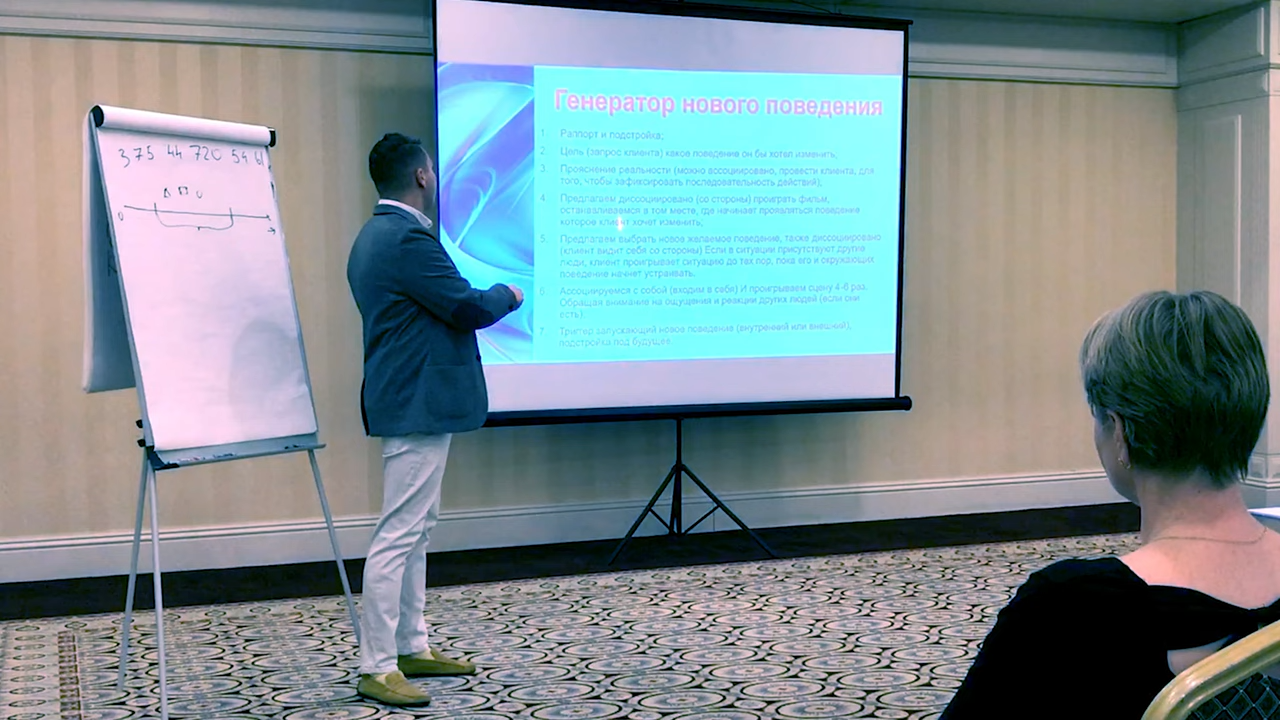 375 44 720 54 61
0
Генератор нового поведения
1. Раппорт и подстройка;
2. Цель (запрос клиента) какое поведение он бы хотел изменить;
3. Прояснение реальности (можно ассоциировано, провести клиента, для
того, чтобы зафиксировать последовательность действий);
4. Предлагаем диссоциировано (со стороны) проиграть фильм,
останавливаемся в том месте, где начинает проявляться поведение
которое клиент хочет изменить;
5. Предлагаем выбрать новое желаемое поведение, также диссоциировано
(клиент видит себя со стороны) Если в ситуации присутствуют другие
люди, клиент проигрывает ситуацию до тех пор, пока его и окружающих
поведение начнет устраивать.
6. Ассоциируемся с собой (входим в себя) И проигрываем сцену 4-6 раз.
Обращая внимание на ощущения и реакции других людей (если они
есть);
7. Триггер запускающий новое поведение (внутренний или внешний),
подстройка под будущее.